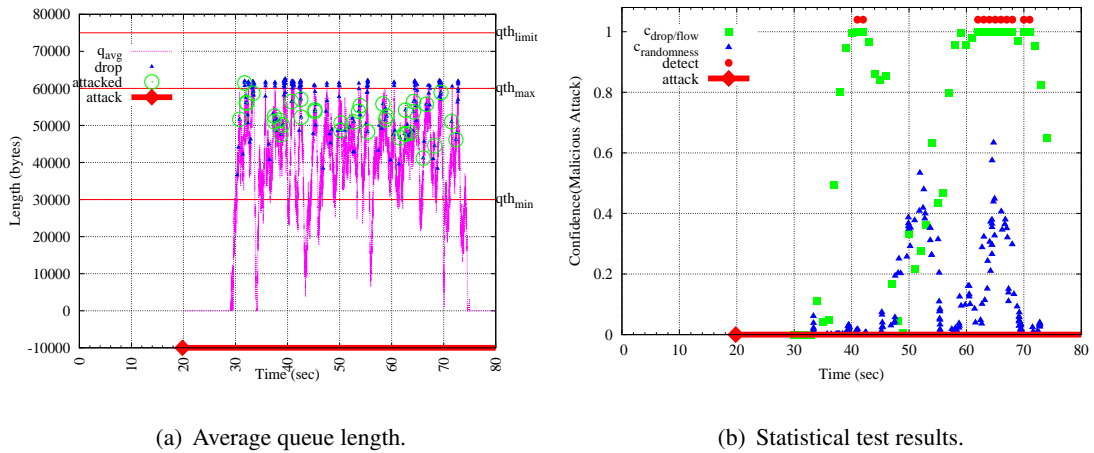 80000
70000
60000
50000
40000
30000
20000
10000
0
-10000
Length (bytes)
q_avg
drop
attacked
attack
qth_limit
qth_max
qth_min
0
10
20
30
40
50
60
70
80
Time (sec)
(a) Average queue length.
1
0.8
0.6
0.4
0.2
0
Confidence(Malicious Attack)
c_drop/flow
c_randomness
detect
attack
0
10
20
30
40
50
60
70
80
Time (sec)
(b) Statistical test results.